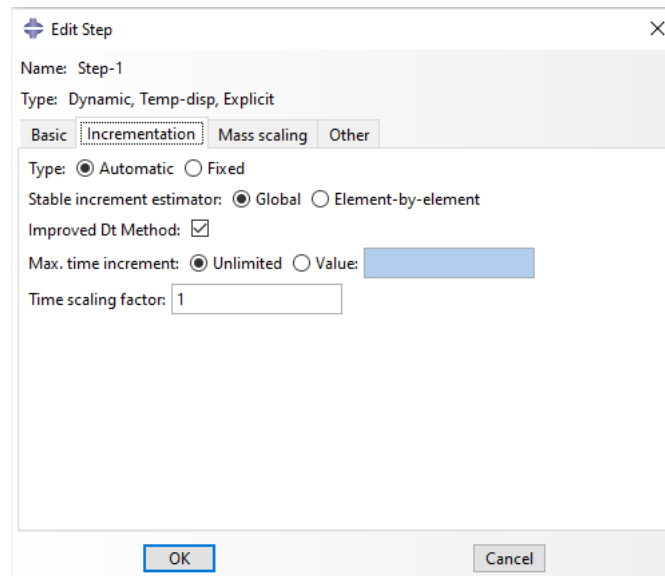 Edit Step
Name: Step-1
Type: Dynamic, Temp-disp, Explicit
Basic Incrementation Mass scaling Other
Type: Automatic Fixed
Stable increment estimator: Global Element-by-element
Improved Dt Method:
Max. time increment: Unlimited Value:
Time scaling factor: 1
OK Cancel